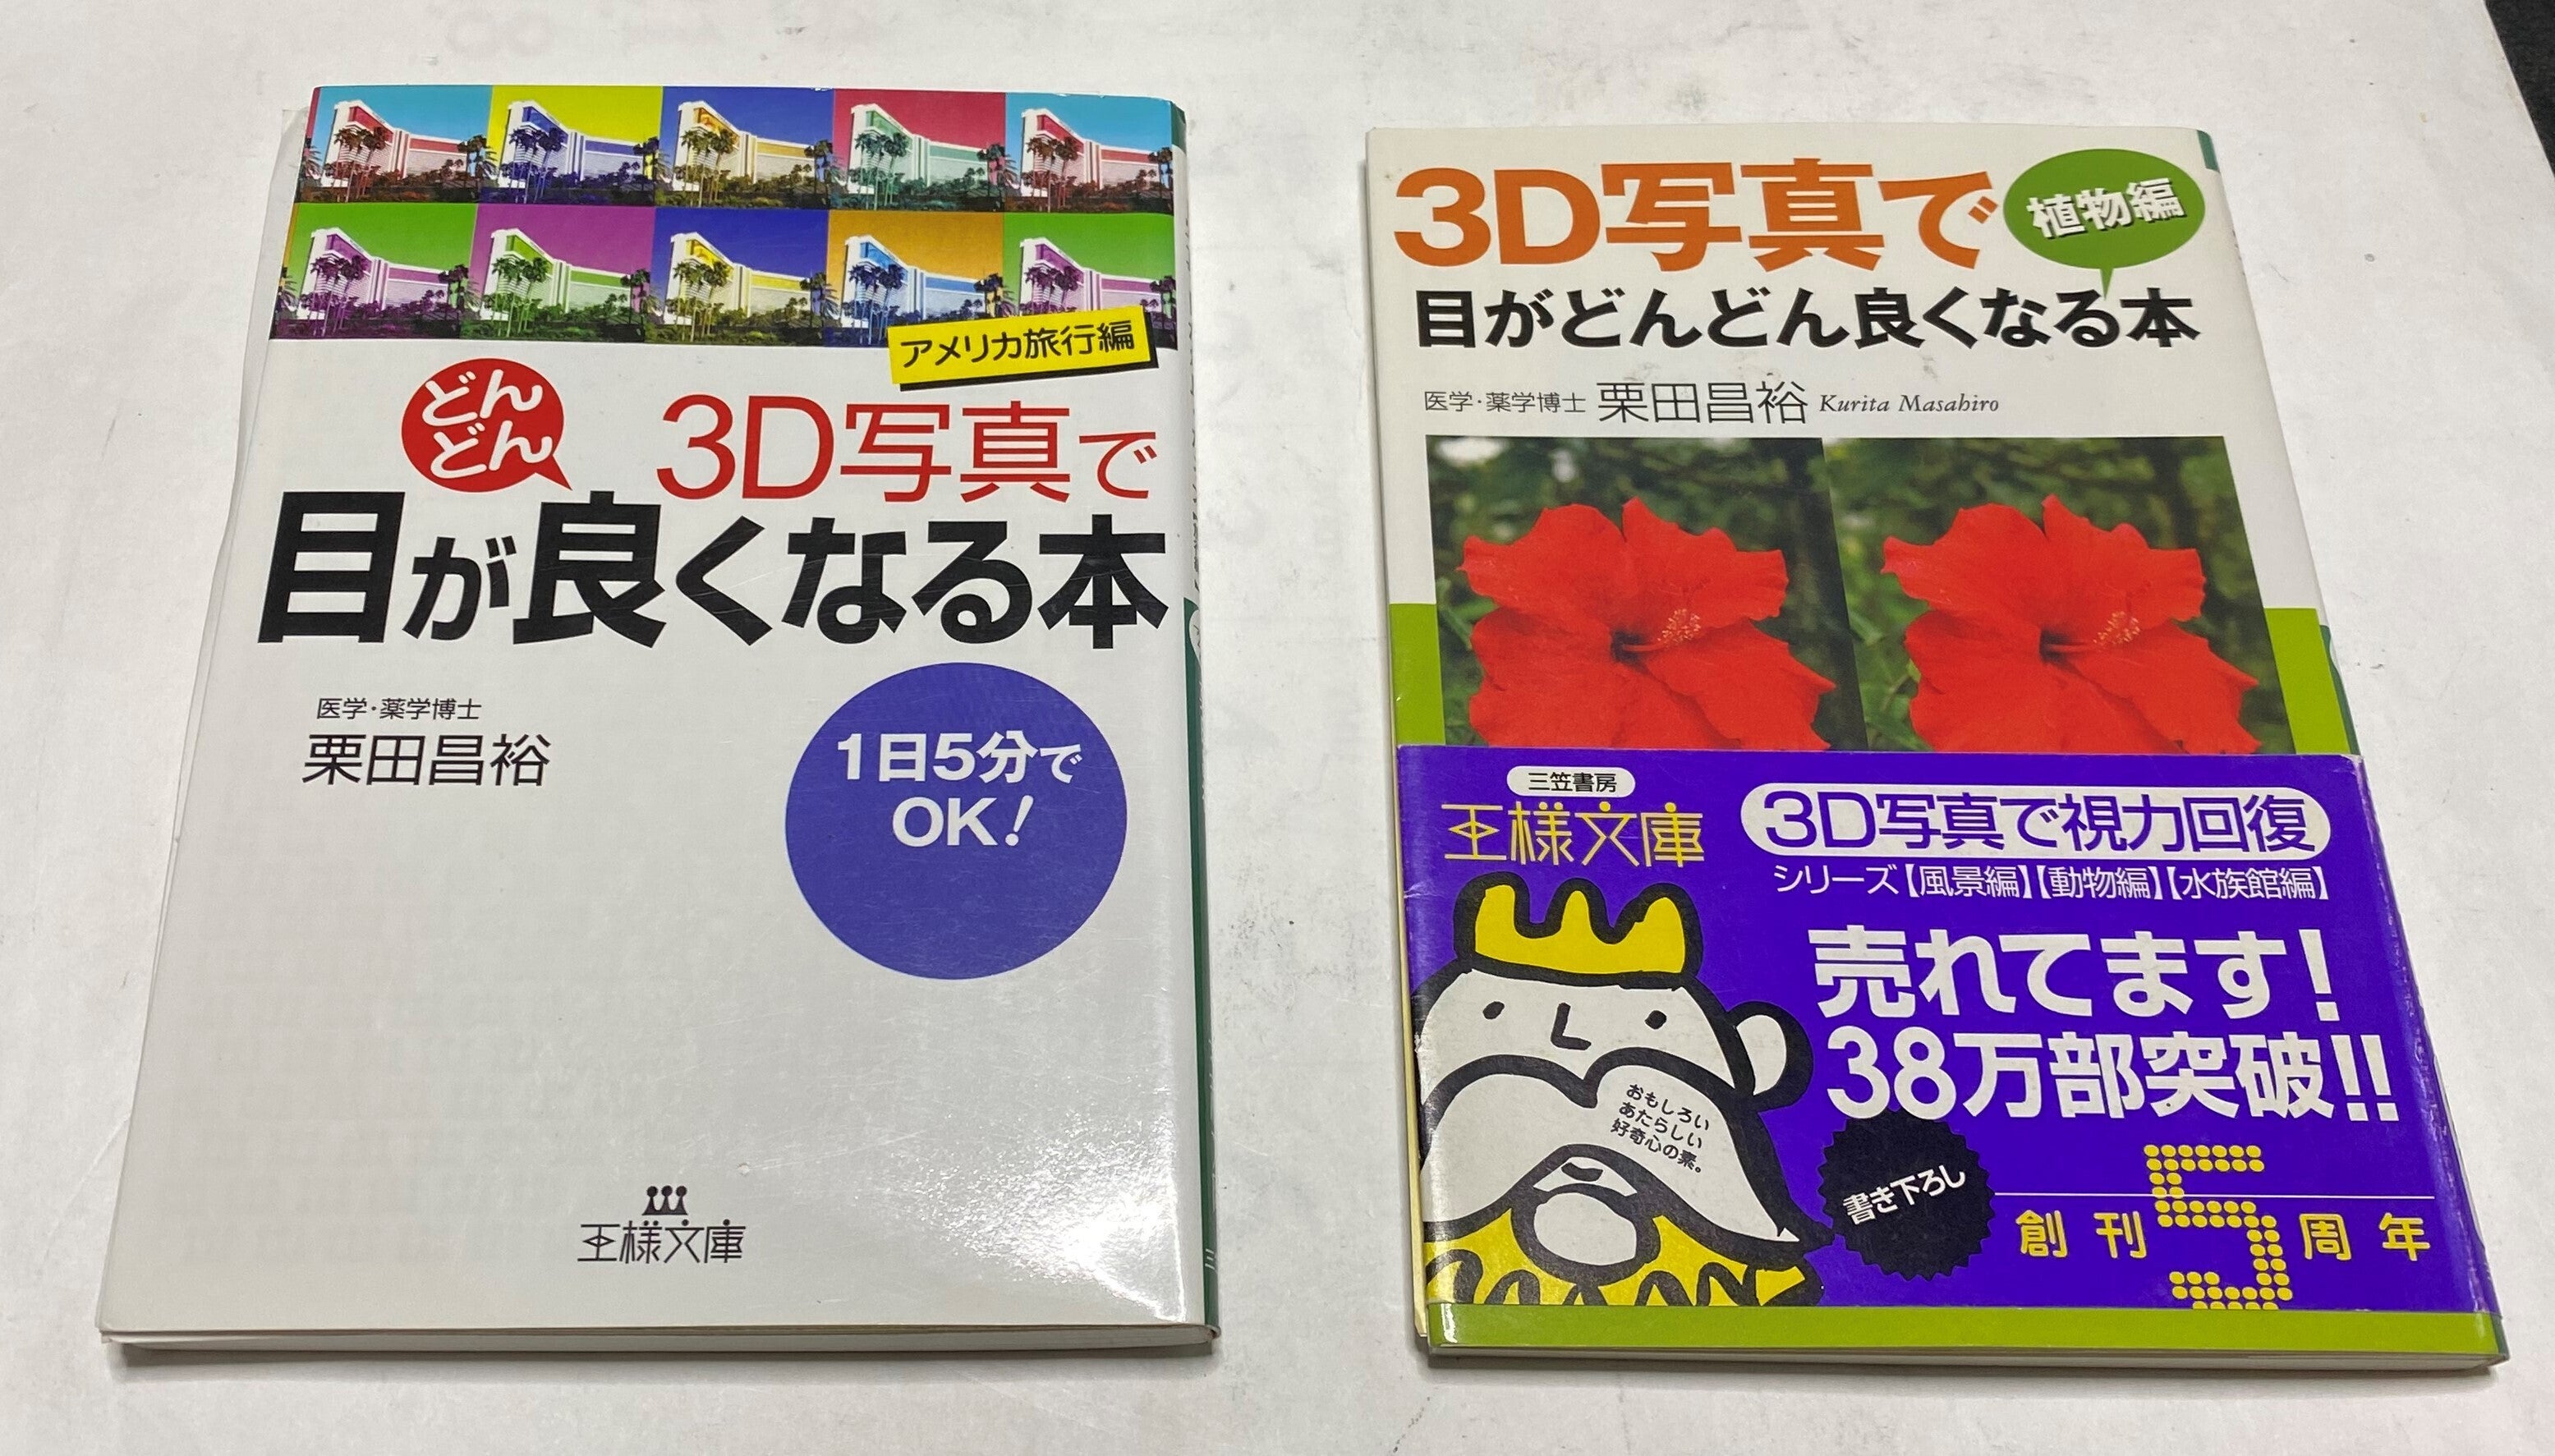 アメリカ旅行編
どんどん
3D写真で
目が良くなる本
医学・薬学博士
栗田昌裕
1日5分で
OK!
王様文庫
3D写真で
植物編
目がどんどん良くなる本
医学・薬学博士 栗田昌裕 Kurita Masahiro
三笠書房
王様文庫
3D写真で視力回復
シリーズ【風景編】【動物編】【水族館編】
売れてます!
38万部突破!!
おもしろい
あたらしい
好奇心の素。
書き下ろし
創刊5周年